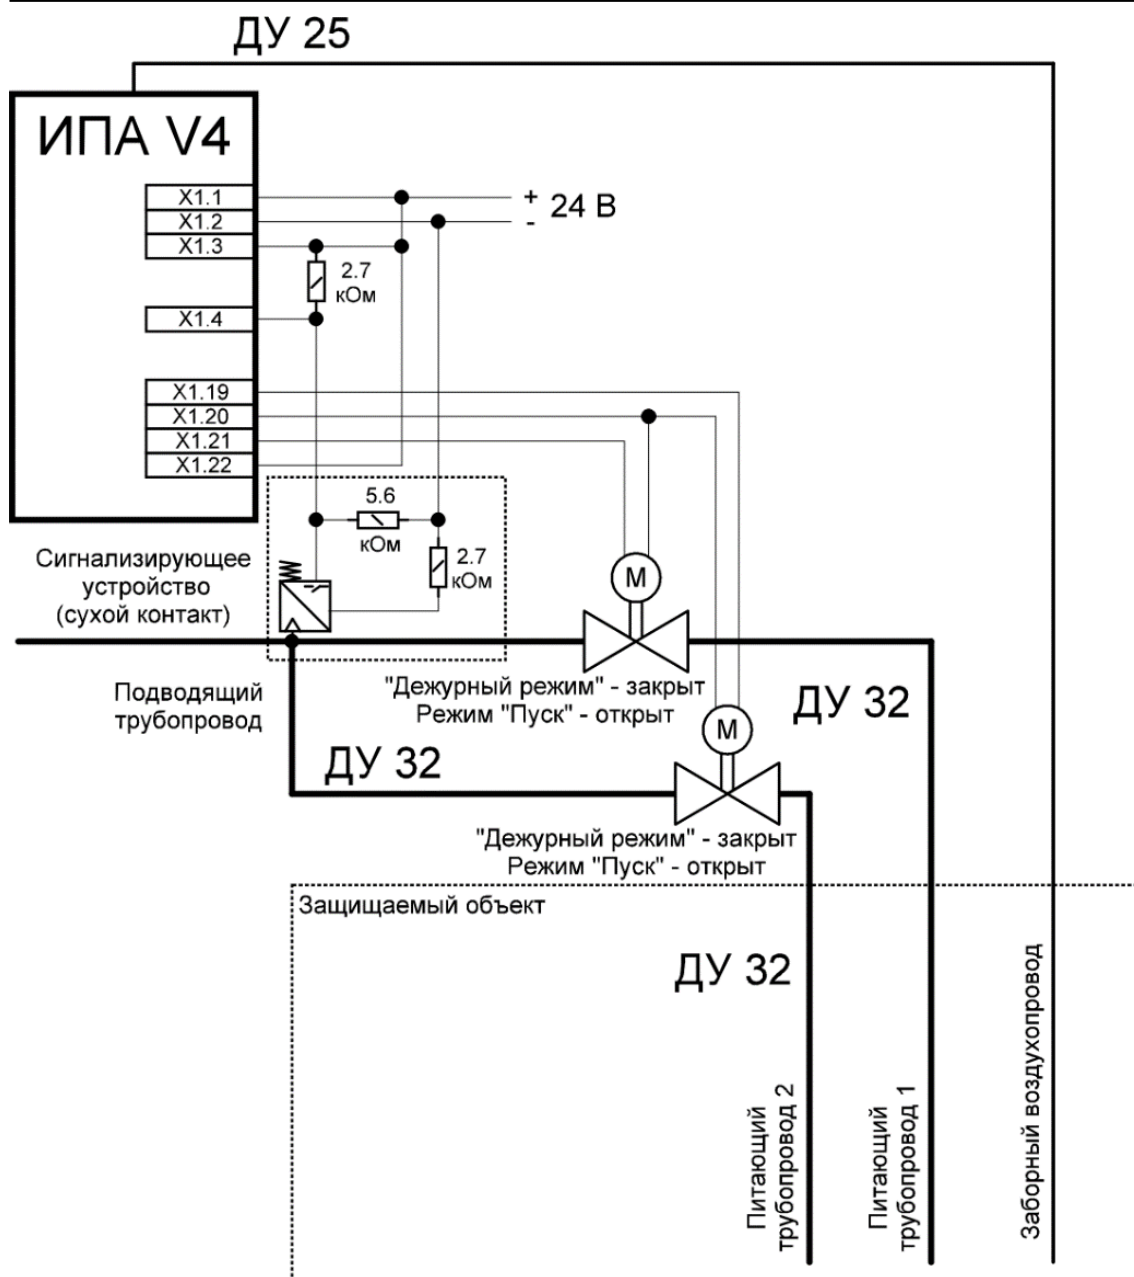 ДУ 25
ИПА V4
X1.1
X1.2
X1.3
X1.4
X1.19
X1.20
X1.21
X1.22
+
-
24 В
2.7
кОм
5.6
кОм
2.7
кОм
Сигнализирующее
устройство
(сухой контакт)
М
"Дежурный режим" - закрыт
Режим "Пуск" - открыт
Подводящий
трубопровод
ДУ 32
М
ДУ 32
"Дежурный режим" - закрыт
Режим "Пуск" - открыт
Защищаемый объект
ДУ 32
Питающий
трубопровод 2
Питающий
трубопровод 1
Заборный воздухопровод